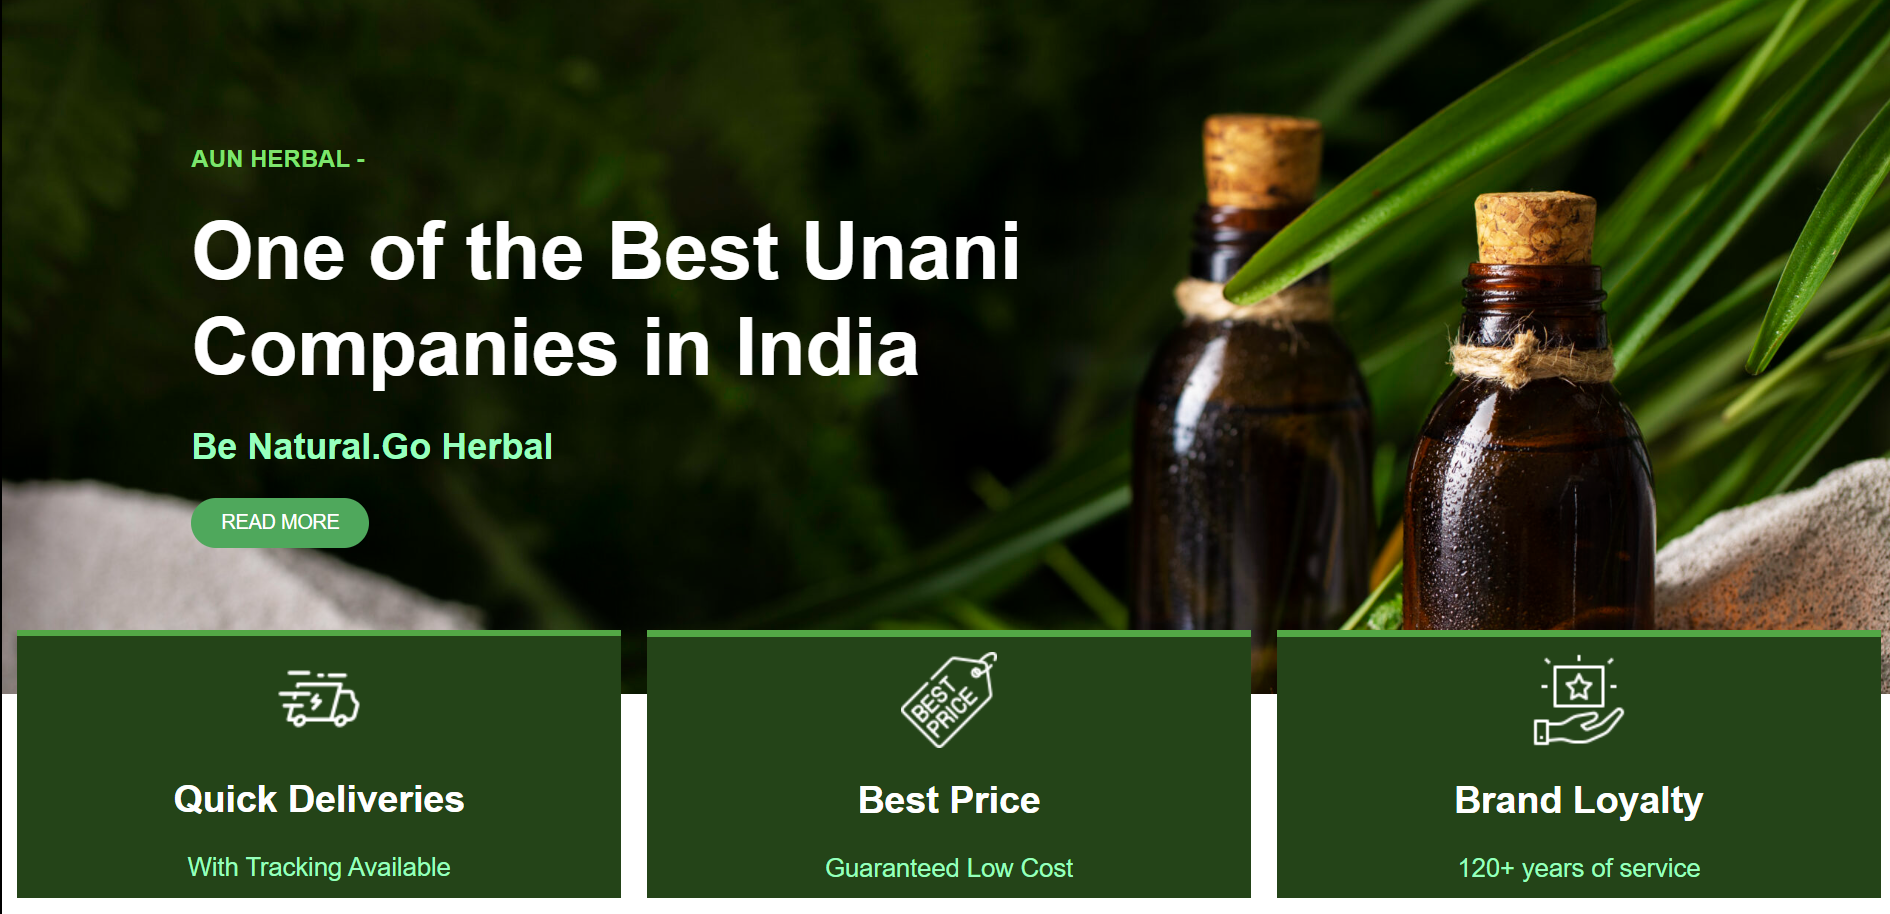 AUN HERBAL -
One of the Best Unani
Companies in India
Be Natural.Go Herbal
READ MORE
Quick Deliveries
With Tracking Available
BEST
PRICE
Best Price
Guaranteed Low Cost
Brand Loyalty
120+ years of service